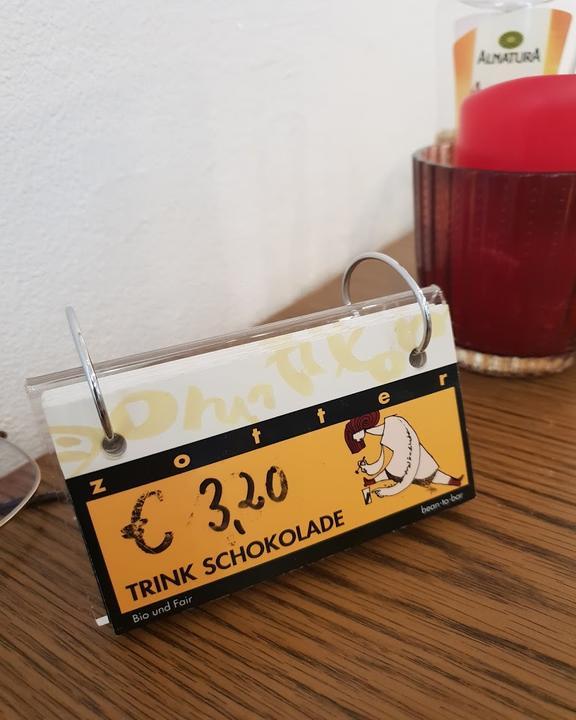 ALNATURA
zotter
€ 3,20
TRINK SCHOKOLADE
bean-to-bar
Bio und Fair